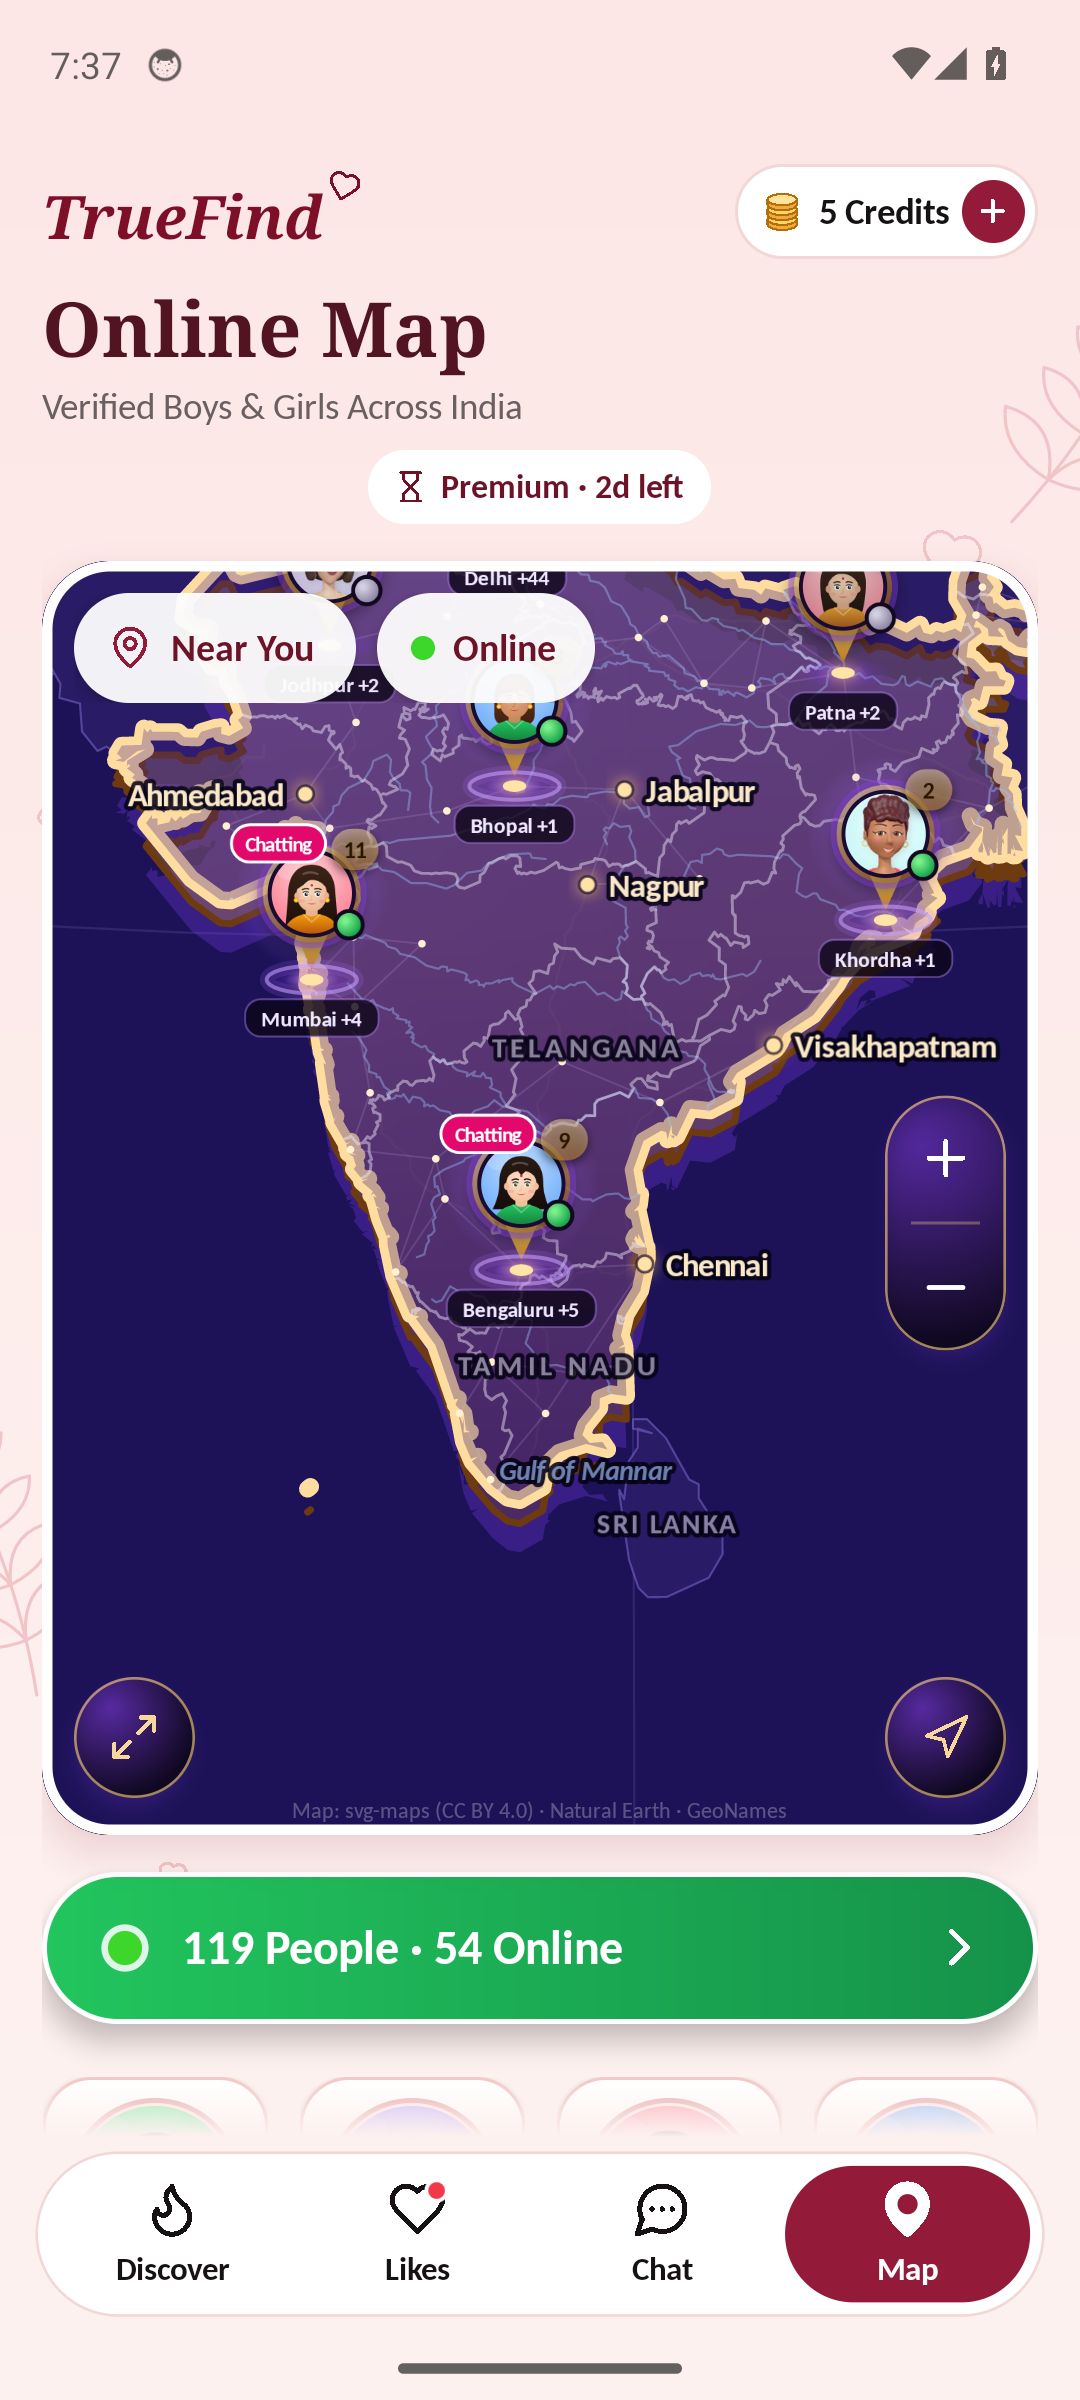 7:37
TrueFind
5 Credits
Online Map
Verified Boys & Girls Across India
Premium · 2d left
Delhi +44
Near You
Online
Jodhpur +2
Patna +2
Ahmedabad
Jabalpur
2
Bhopal +1
Chatting
11
Nagpur
Khordha +1
Mumbai +4
TELANGANA
Visakhapatnam
Chatting
9
Chennai
Bengaluru +5
TAMIL NADU
Gulf of Mannar
SRI LANKA
Map: svg-maps (CC BY 4.0) · Natural Earth · GeoNames
119 People · 54 Online
Discover
Likes
Chat
Map